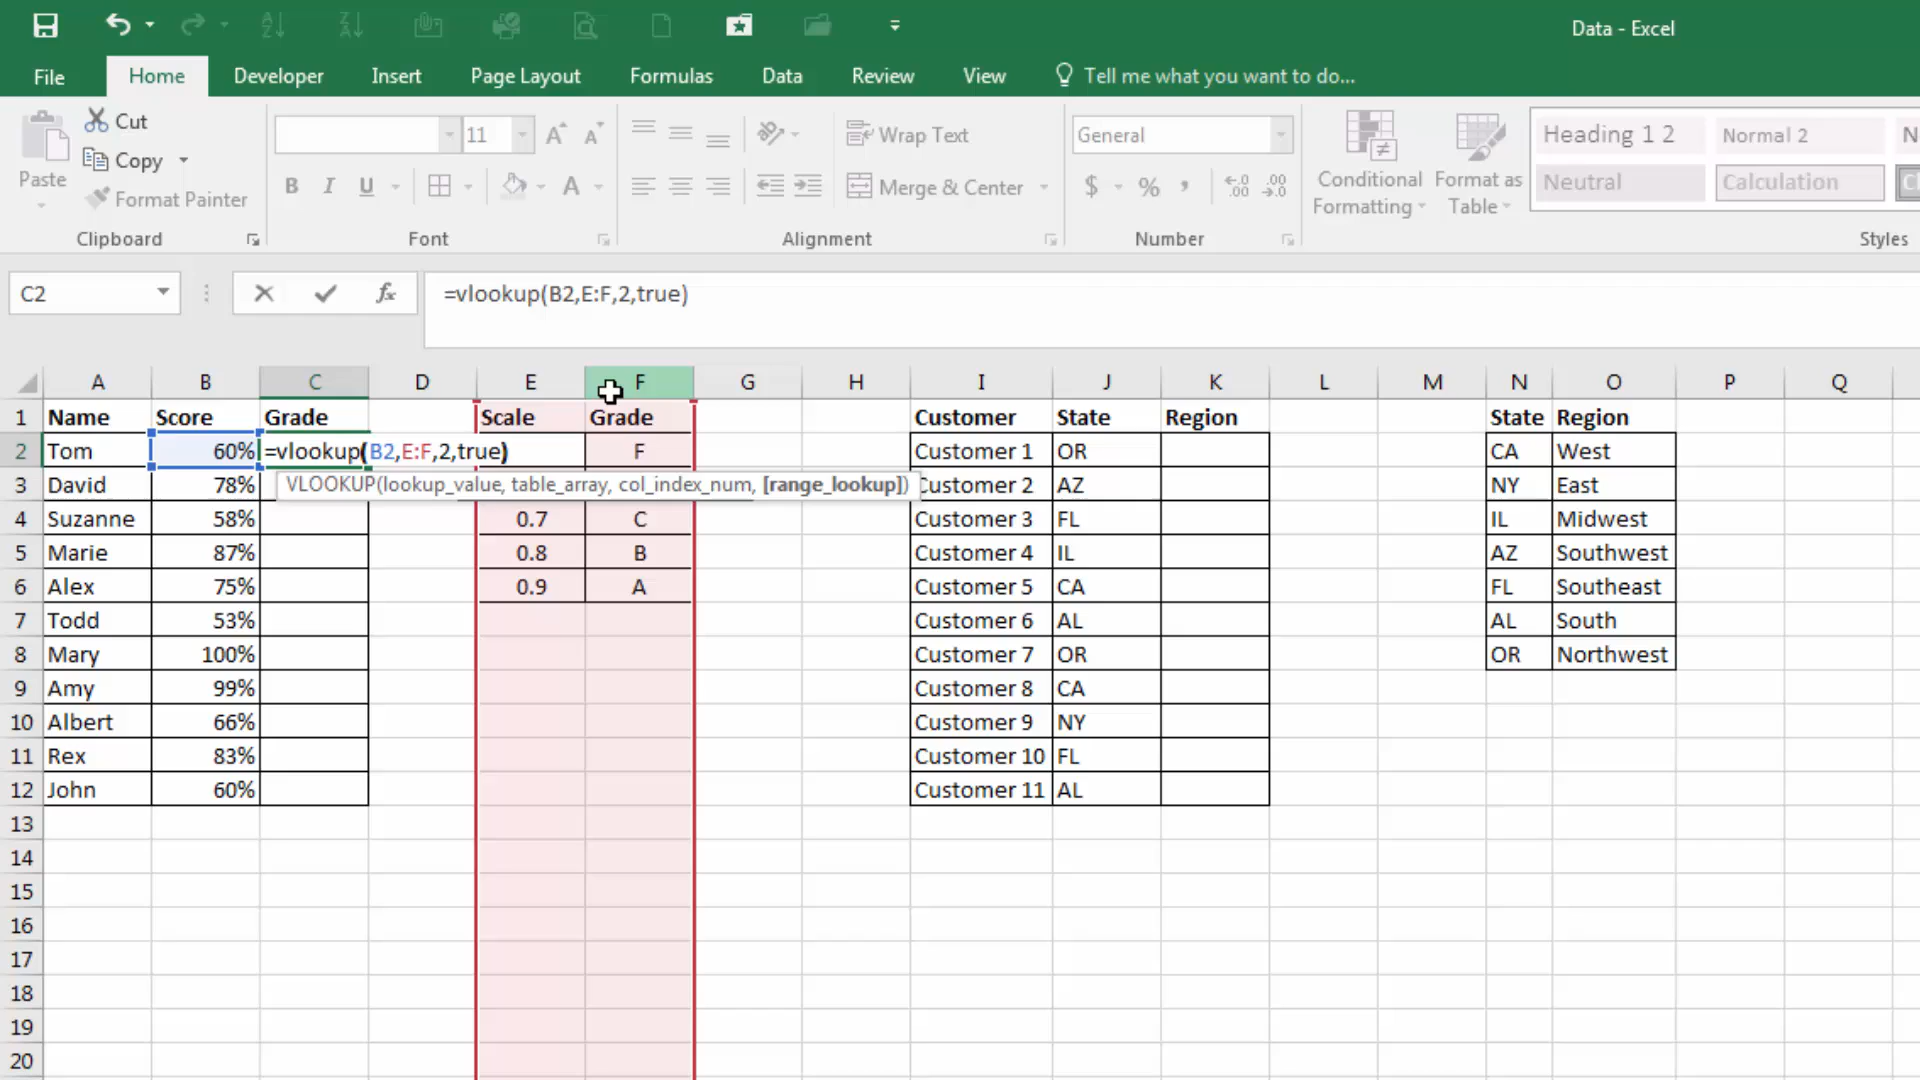 Data - Excel
File Home Developer Insert Page Layout Formulas Data Review View Tell me what you want to do...
Paste
Cut
Copy
Format Painter
Clipboard
11
A A
B I U A
Font
Wrap Text
Merge & Center
Alignment
General
$ % , .00
Number
Conditional Formatting
Format as Table
Heading 1 2 Normal 2 N
Neutral Calculation
Styles
C2 fx =vlookup(B2,E:F,2,true)
A B C D E F G H I J K L M N O P Q
1 Name Score Grade Scale Grade Customer State Region State Region
2 Tom 60% =vlookup(B2,E:F,2,true) F Customer 1 OR CA West
VLOOKUP(lookup_value, table_array, col_index_num, [range_lookup])
3 David 78% Customer 2 AZ NY East
4 Suzanne 58% 0.7 C Customer 3 FL IL Midwest
5 Marie 87% 0.8 B Customer 4 IL AZ Southwest
6 Alex 75% 0.9 A Customer 5 CA FL Southeast
7 Todd 53% Customer 6 AL AL South
8 Mary 100% Customer 7 OR OR Northwest
9 Amy 99% Customer 8 CA
10 Albert 66% Customer 9 NY
11 Rex 83% Customer 10 FL
12 John 60% Customer 11 AL
13
14
15
16
17
18
19
20